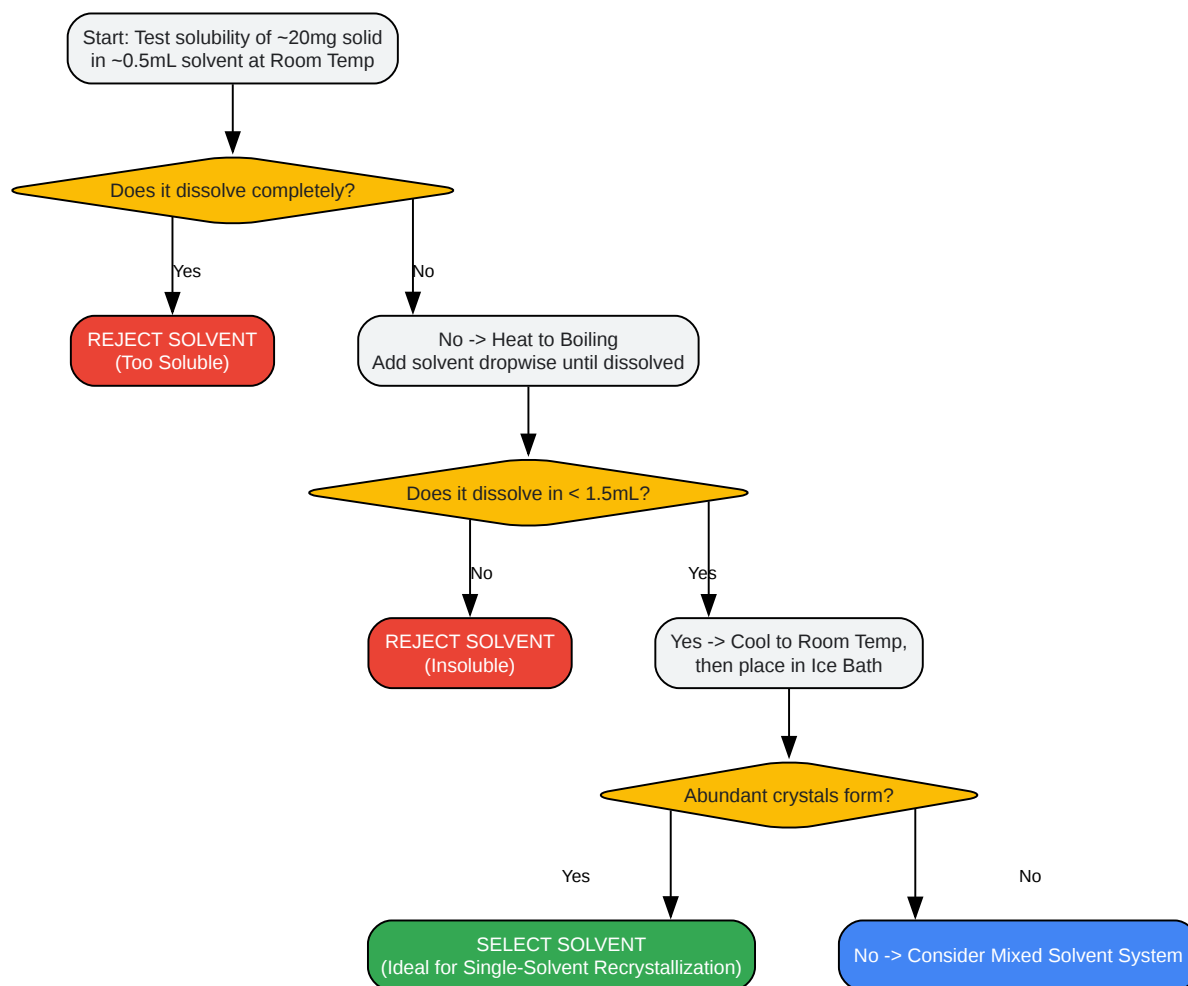 Start: Test solubility of ~20mg solid
in ~0.5mL solvent at Room Temp
Does it dissolve completely?
Yes
No
REJECT SOLVENT
(Too Soluble)
No -> Heat to Boiling
Add solvent dropwise until dissolved
Does it dissolve in < 1.5mL?
No
Yes
REJECT SOLVENT
(Insoluble)
Yes -> Cool to Room Temp,
then place in Ice Bath
Abundant crystals form?
Yes
No
SELECT SOLVENT
(Ideal for Single-Solvent Recrystallization)
No -> Consider Mixed Solvent System